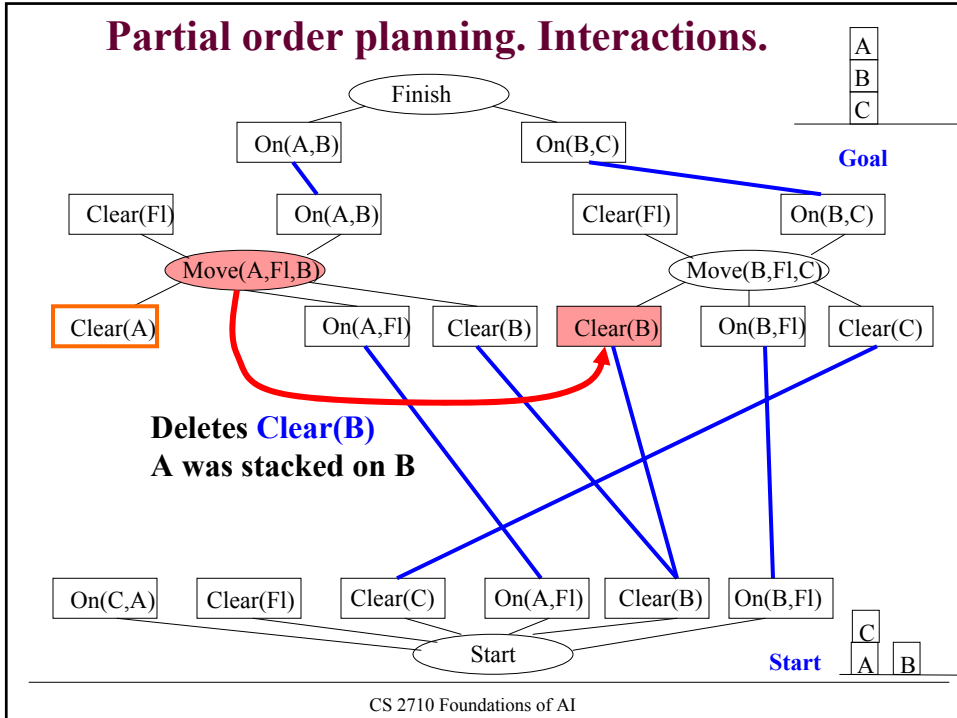 Partial order planning. Interactions.
A
B
C
Goal
Finish
On(A,B)
On(B,C)
Clear(Fl)
On(A,B)
Clear(Fl)
On(B,C)
Move(A,Fl,B)
Move(B,Fl,C)
Clear(A)
On(A,Fl)
Clear(B)
Clear(B)
On(B,Fl)
Clear(C)
Deletes Clear(B)
A was stacked on B
On(C,A)
Clear(Fl)
Clear(C)
On(A,Fl)
Clear(B)
On(B,Fl)
Start
Start
C
A B
CS 2710 Foundations of AI